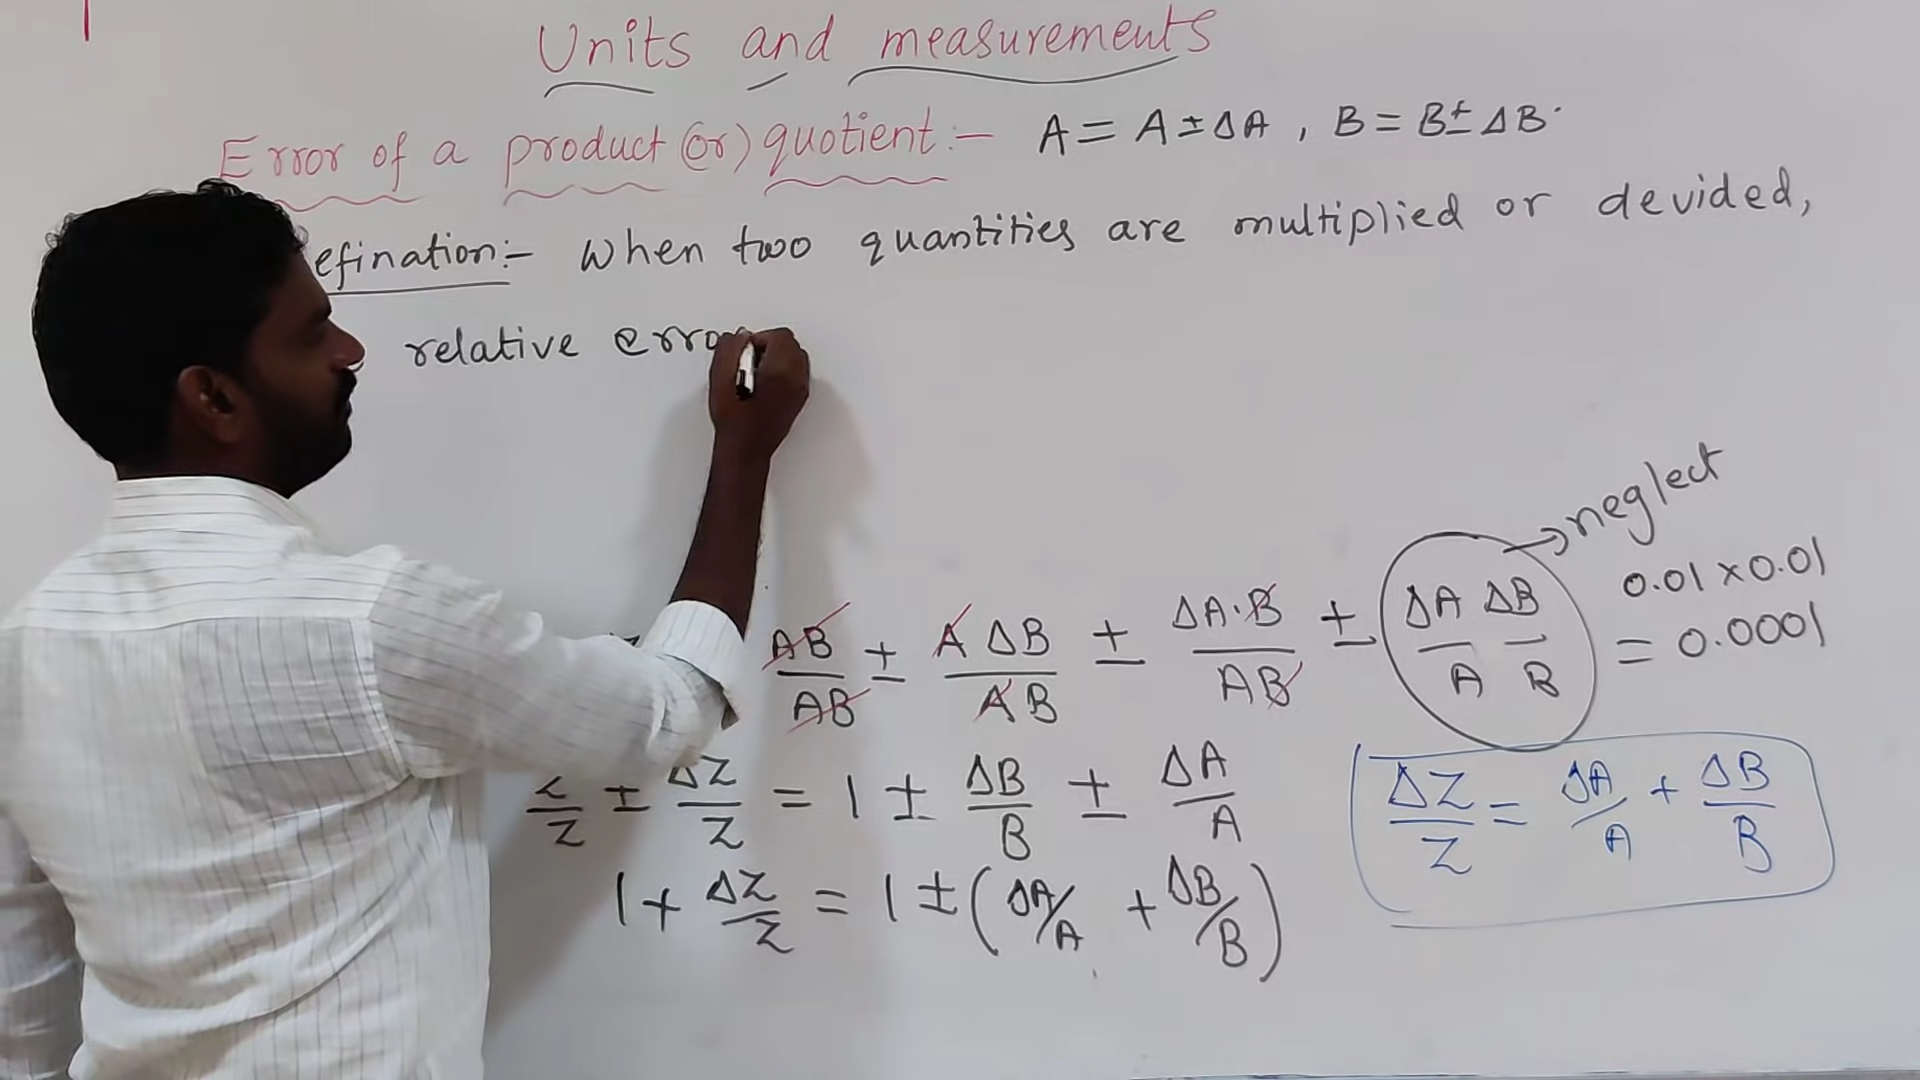 Units and measurements
Error of a product (or) quotient :- A = A ± ΔA , B = B ± ΔB.
efination:- When two quantities are multiplied or devided,
relative erro
AB/AB ± A ΔB/AB ± ΔA·B/AB ± ΔA/A ΔB/B → neglect
0.01 × 0.01
= 0.0001
Z/Z ± ΔZ/Z = 1 ± ΔB/B ± ΔA/A
1 + ΔZ/Z = 1 ± (ΔA/A + ΔB/B)
ΔZ/Z = ΔA/A + ΔB/B